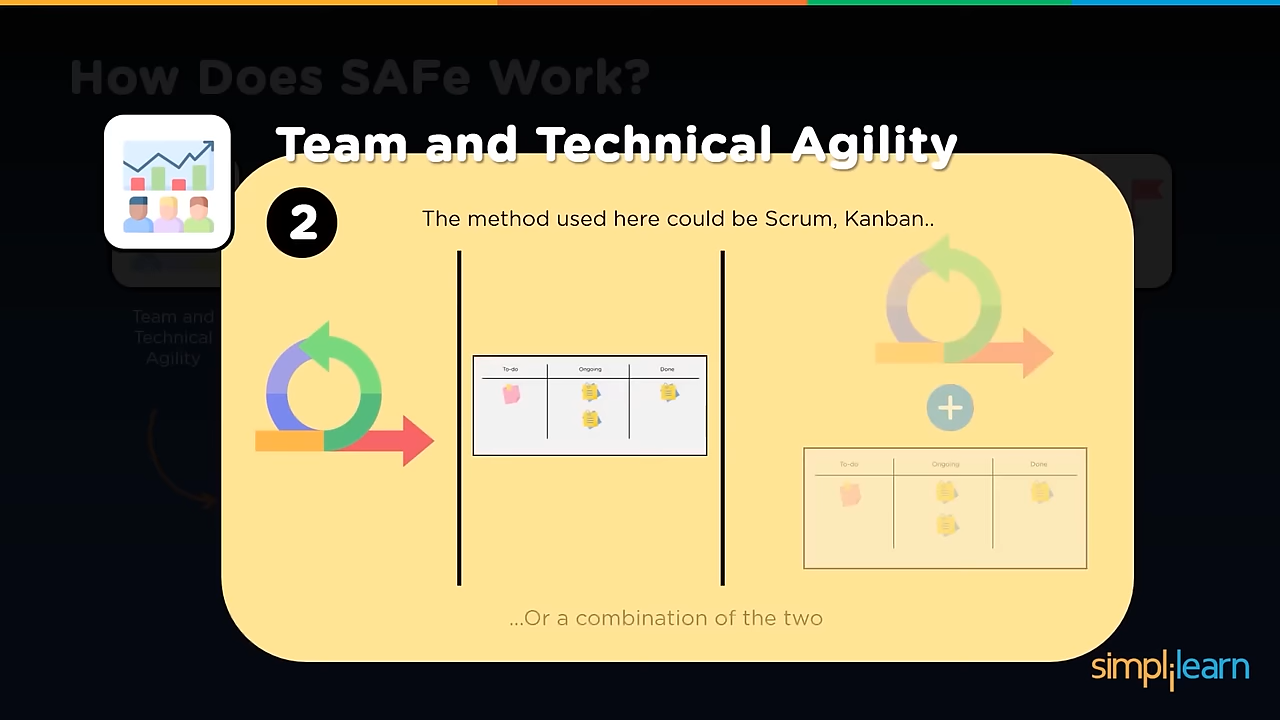 How Does SAFe Work?
Team and Technical Agility
2
The method used here could be Scrum, Kanban..
To-do Ongoing Done
To-do Ongoing Done
...Or a combination of the two
Team and
Technical
Agility
simplilearn